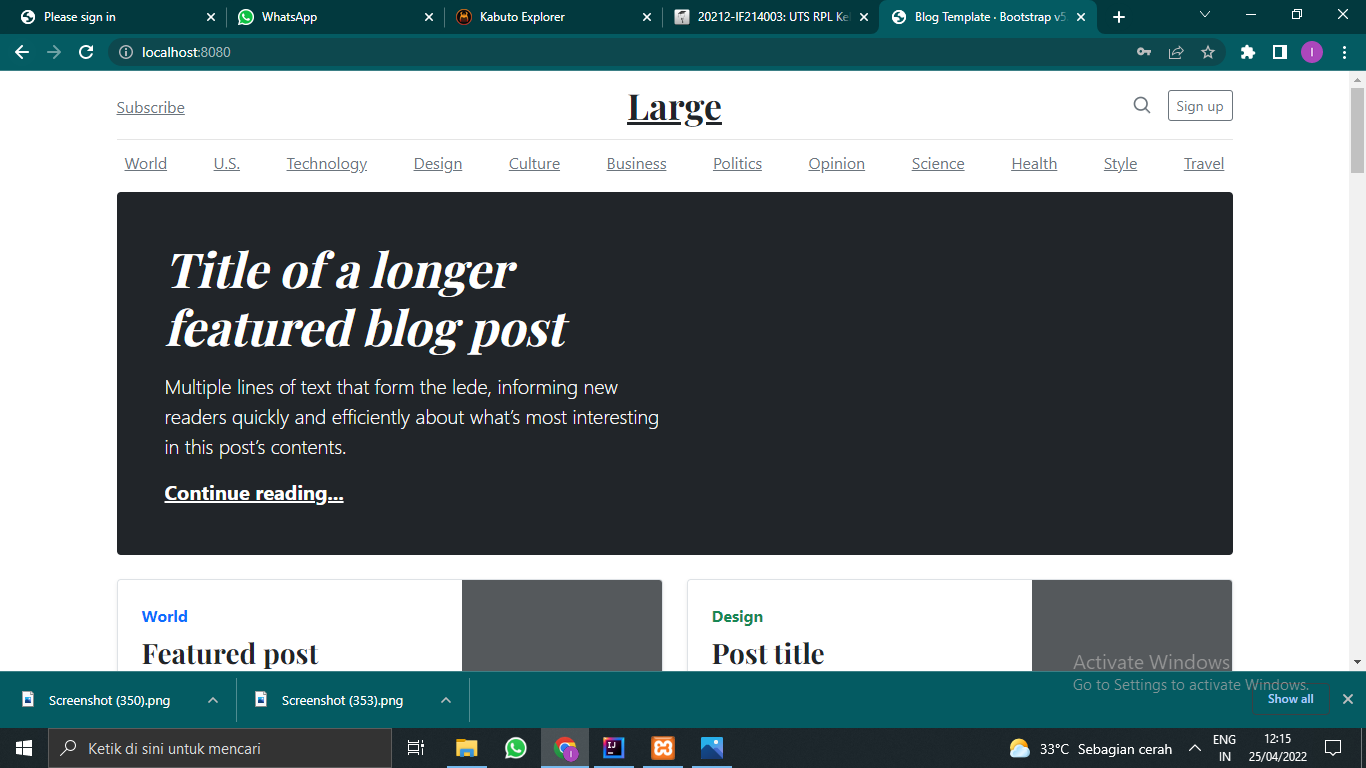 Please sign in
WhatsApp
Kabuto Explorer
20212-IF214003: UTS RPL Kel
Blog Template · Bootstrap v5.
localhost:8080
Subscribe
Large
Sign up
World U.S. Technology Design Culture Business Politics Opinion Science Health Style Travel
Title of a longer
featured blog post
Multiple lines of text that form the lede, informing new
readers quickly and efficiently about what’s most interesting
in this post’s contents.
Continue reading...
World
Featured post
Design
Post title
Activate Windows
Go to Settings to activate Windows.
Screenshot (350).png
Screenshot (353).png
Show all
Ketik di sini untuk mencari
33°C Sebagian cerah
ENG
IN
12:15
25/04/2022